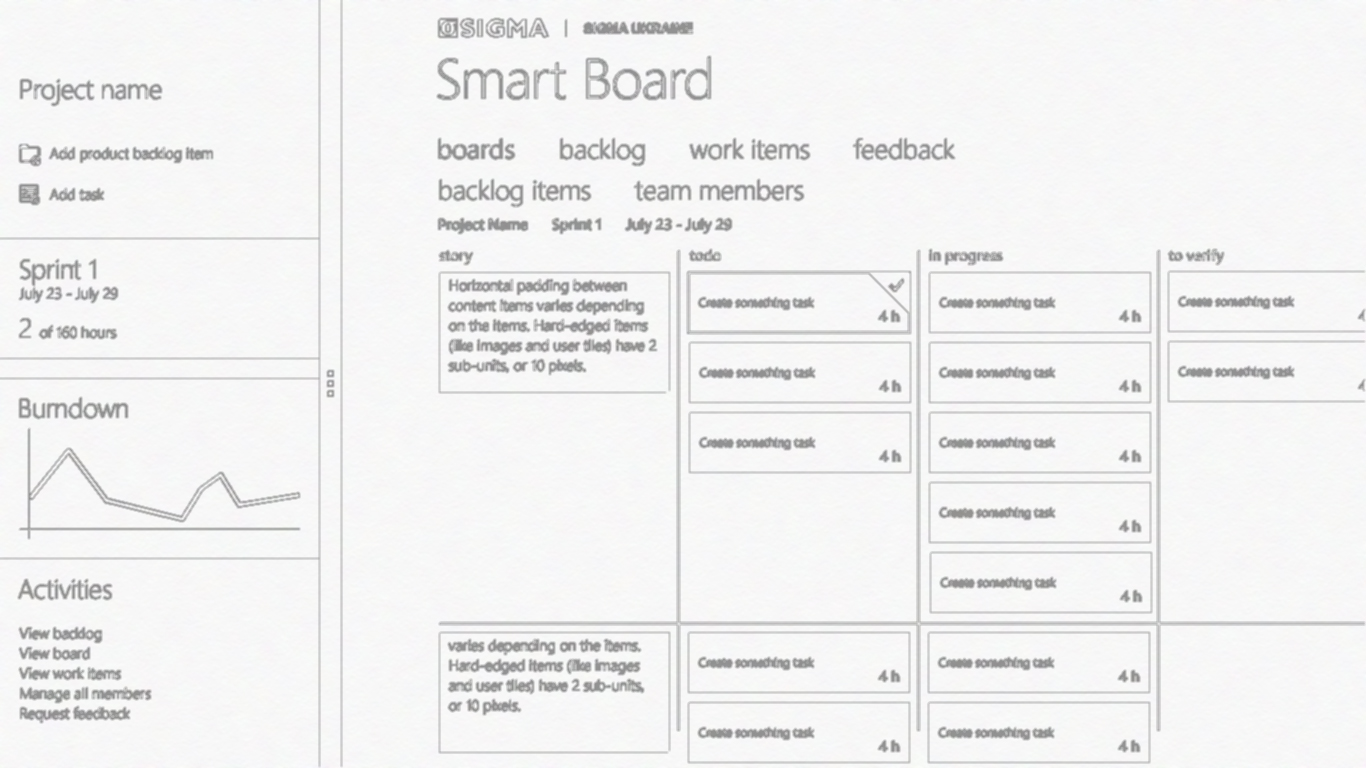 SIGMA | SIGMA UKRAINE
Smart Board
Project name
Add product backlog item
Add task
Sprint 1
July 23 - July 29
2 of 160 hours
Burndown
Activities
View backlog
View board
View work items
Manage all members
Request feedback
boards backlog work items feedback
backlog items team members
Project Name Sprint 1 July 23 - July 29
story todo in progress to verify
Horizontal padding between
content items varies depending
on the items. Hard-edged items
(like images and user tiles) have 2
sub-units, or 10 pixels.
Create something task
4 h
Create something task
4 h
Create something task
4 h
Create something task
4 h
Create something task
4 h
Create something task
4 h
Create something task
4 h
Create something task
4 h
Create something task
4
Create something task
4
varies depending on the items.
Hard-edged items (like images
and user tiles) have 2 sub-units,
or 10 pixels.
Create something task
4 h
Create something task
4 h
Create something task
4 h
Create something task
4 h